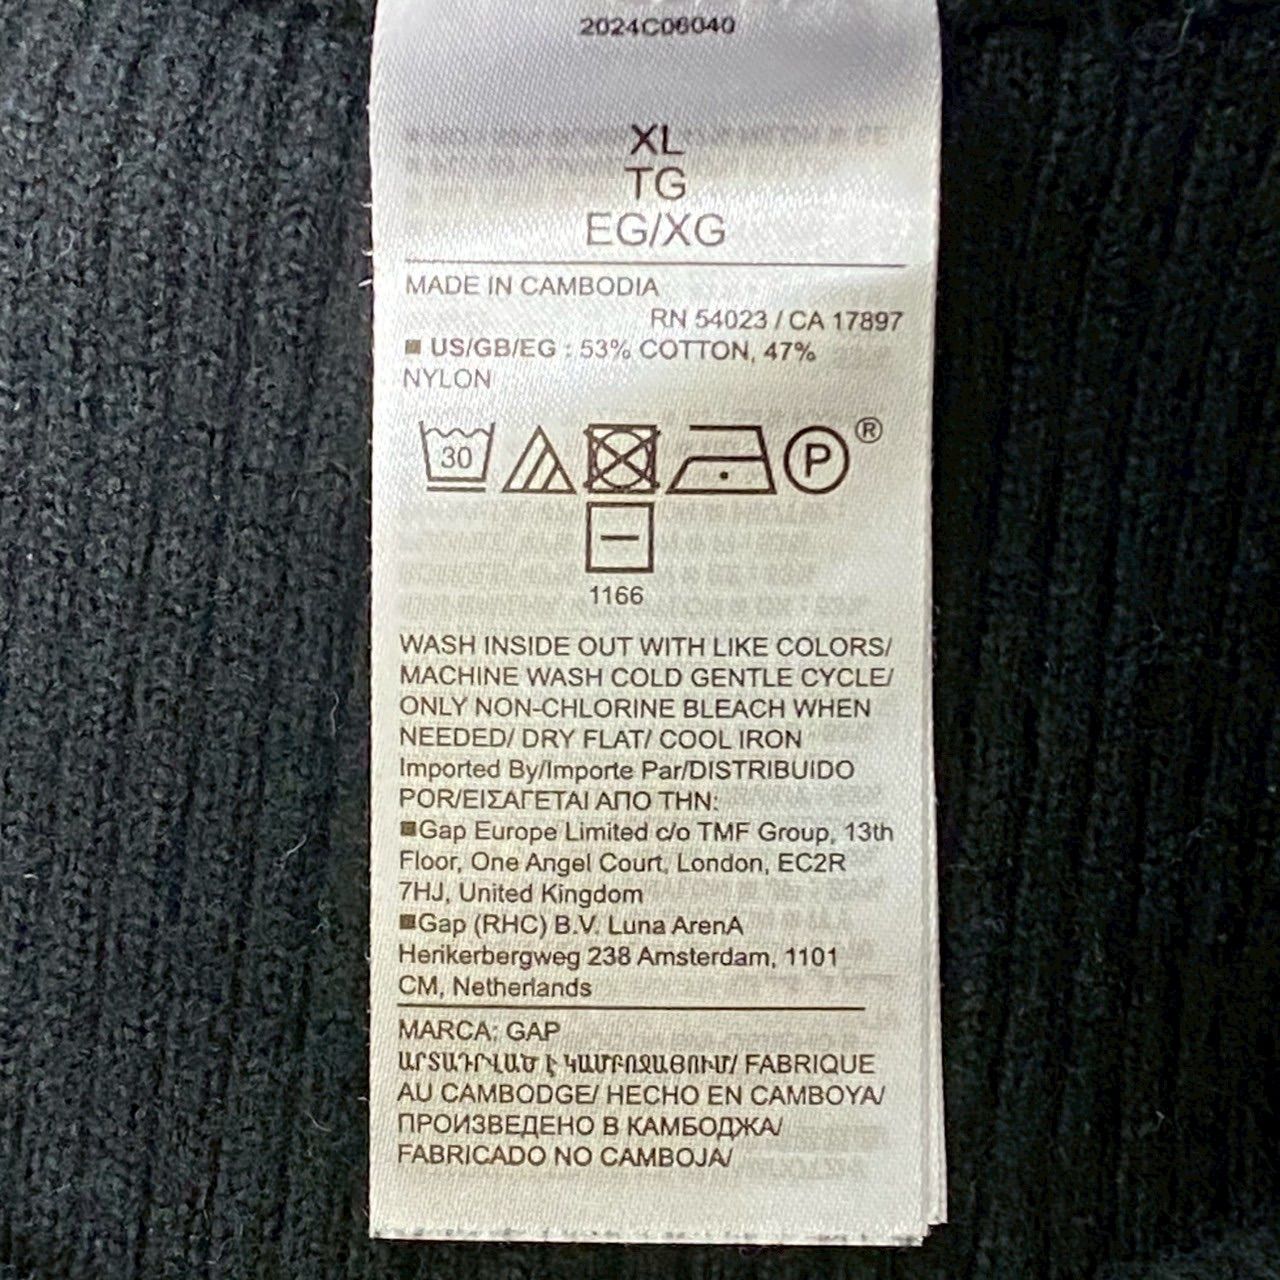 2024C06040
XL
TG
EG/XG
MADE IN CAMBODIA
RN 54023 / CA 17897
US/GB/EG : 53% COTTON, 47%
NYLON
30
P
®
1166
WASH INSIDE OUT WITH LIKE COLORS/
MACHINE WASH COLD GENTLE CYCLE/
ONLY NON-CHLORINE BLEACH WHEN
NEEDED/ DRY FLAT/ COOL IRON
Imported By/Importe Par/DISTRIBUIDO
POR/ΕΙΣΑΓΕΤΑΙ ΑΠΟ ΤΗΝ:
Gap Europe Limited c/o TMF Group, 13th
Floor, One Angel Court, London, EC2R
7HJ, United Kingdom
Gap (RHC) B.V. Luna ArenA
Herikerbergweg 238 Amsterdam, 1101
CM, Netherlands
MARCA: GAP
ԱՐՏԱԴՐՎԱԾ Է ԿԱՄԲՈՋԱՅՈՒՄ/ FABRIQUE
AU CAMBODGE/ HECHO EN CAMBOYA/
ПРОИЗВЕДЕНО В КАМБОДЖА/
FABRICADO NO CAMBOJA/